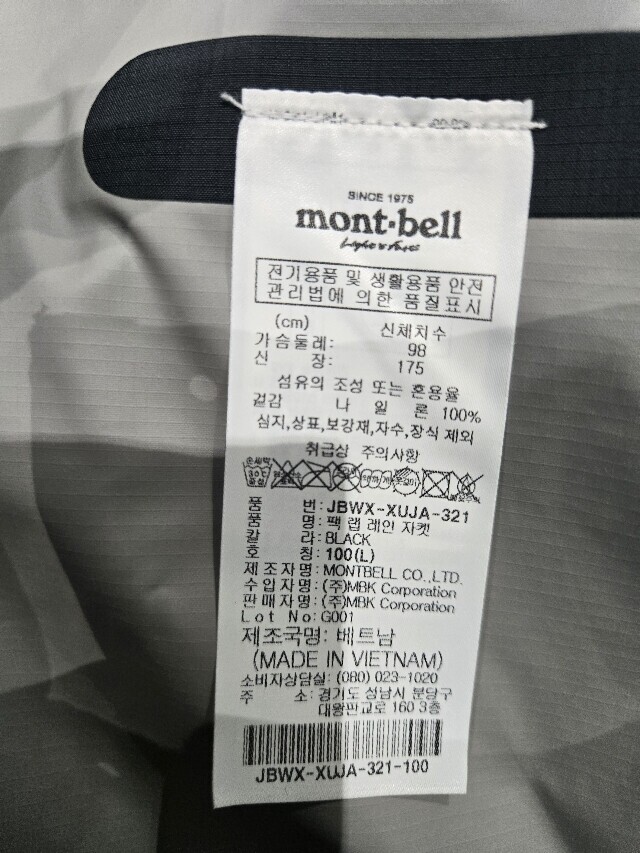 SINCE 1975
mont-bell
Light & Fast
전기용품 및 생활용품 안전
관리법에 의한 품질표시
(cm) 신체치수
가슴둘레: 98
신 장: 175
섬유의 조성 또는 혼용율
겉감 나 일 론 100%
심지,상표,보강재,자수,장식 제외
취급상 주의사항
품 번: JBWX-XUJA-321
품 명: 팩 랩 레인 자켓
칼 라: BLACK
호 칭: 100(L)
제 조 자 명: MONTBELL CO.,LTD.
수 입 자 명: (주)MBK Corporation
판 매 자 명: (주)MBK Corporation
Lot No: G001
제조국명: 베트남
(MADE IN VIETNAM)
소비자상담실: (080) 023-1020
주 소: 경기도 성남시 분당구
대왕판교로 160 3층
JBWX-XUJA-321-100